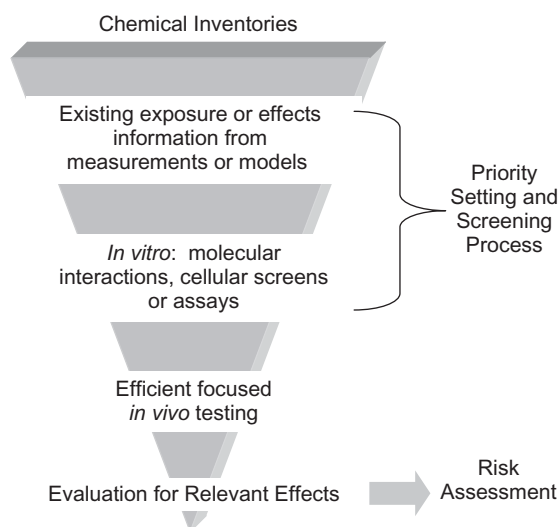 Chemical Inventories
Existing exposure or effects
information from
measurements or models
Priority
Setting and
Screening
Process
In vitro: molecular
interactions, cellular screens
or assays
Efficient focused
in vivo testing
Evaluation for Relevant Effects
Risk
Assessment